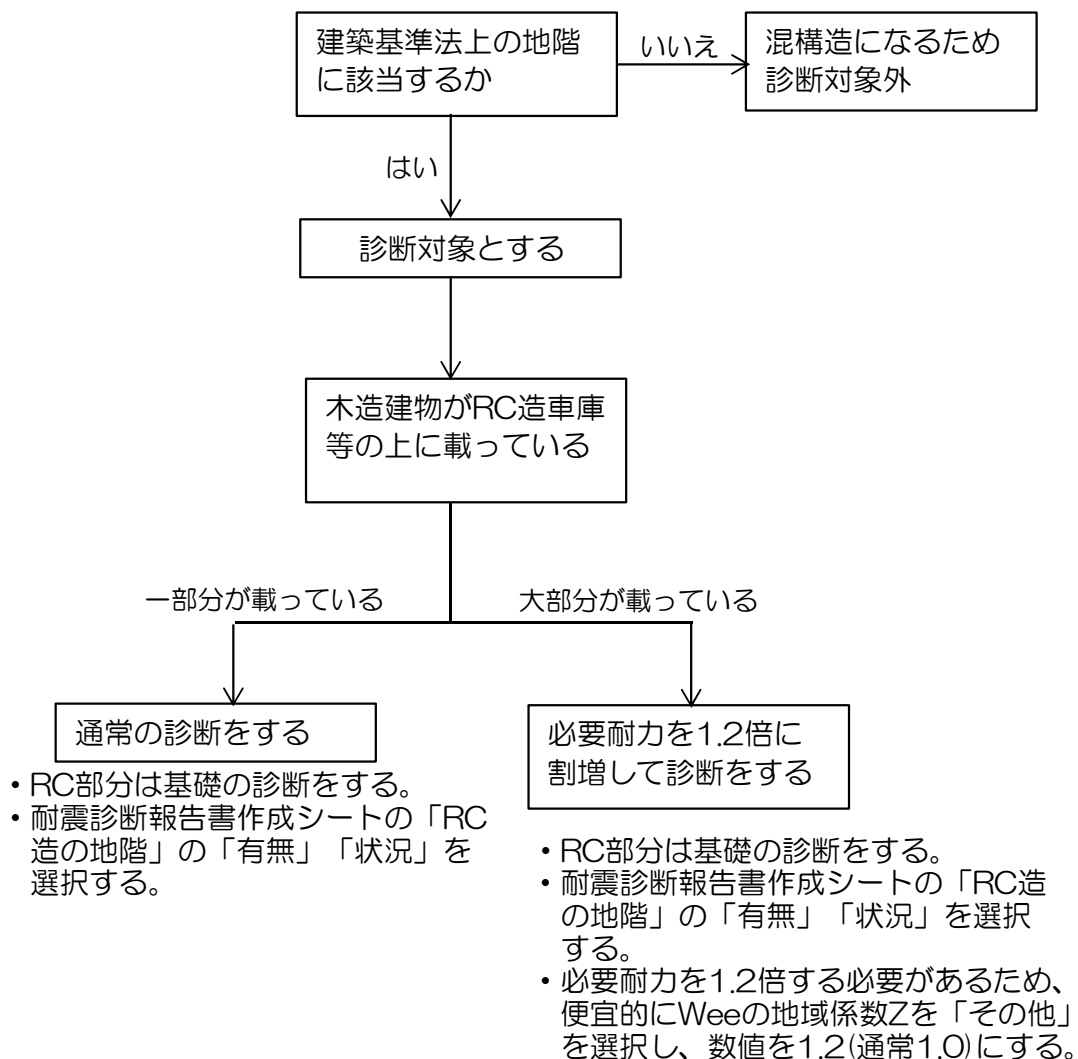 建築基準法上の地階
に該当するか
いいえ
混構造になるため
診断対象外
はい
診断対象とする
木造建物がRC造車庫
等の上に載っている
一部分が載っている
大部分が載っている
通常の診断をする
・RC部分は基礎の診断をする。
・耐震診断報告書作成シートの「RC
造の地階」の「有無」「状況」を
選択する。
必要耐力を1.2倍に
割増して診断をする
・RC部分は基礎の診断をする。
・耐震診断報告書作成シートの「RC造
の地階」の「有無」「状況」を選択
する。
・必要耐力を1.2倍する必要があるため、
便宜的にWeeの地域係数Zを「その他」
を選択し、数値を1.2(通常1.0)にする。